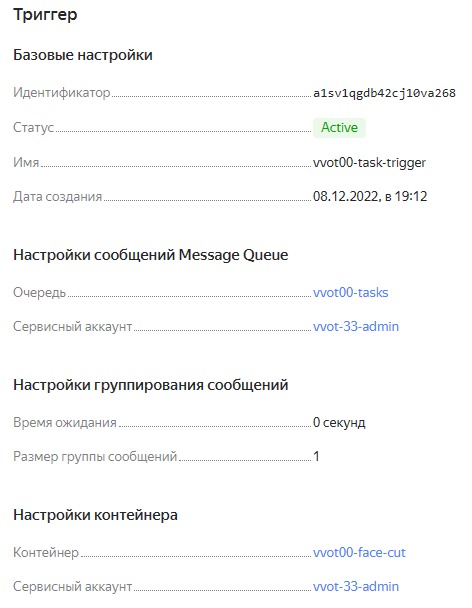 Триггер
Базовые настройки
Идентификатор a1sv1qgdb42cj10va268
Статус Active
Имя vvot00-task-trigger
Дата создания 08.12.2022, в 19:12
Настройки сообщений Message Queue
Очередь vvot00-tasks
Сервисный аккаунт vvot-33-admin
Настройки группирования сообщений
Время ожидания 0 секунд
Размер группы сообщений 1
Настройки контейнера
Контейнер vvot00-face-cut
Сервисный аккаунт vvot-33-admin